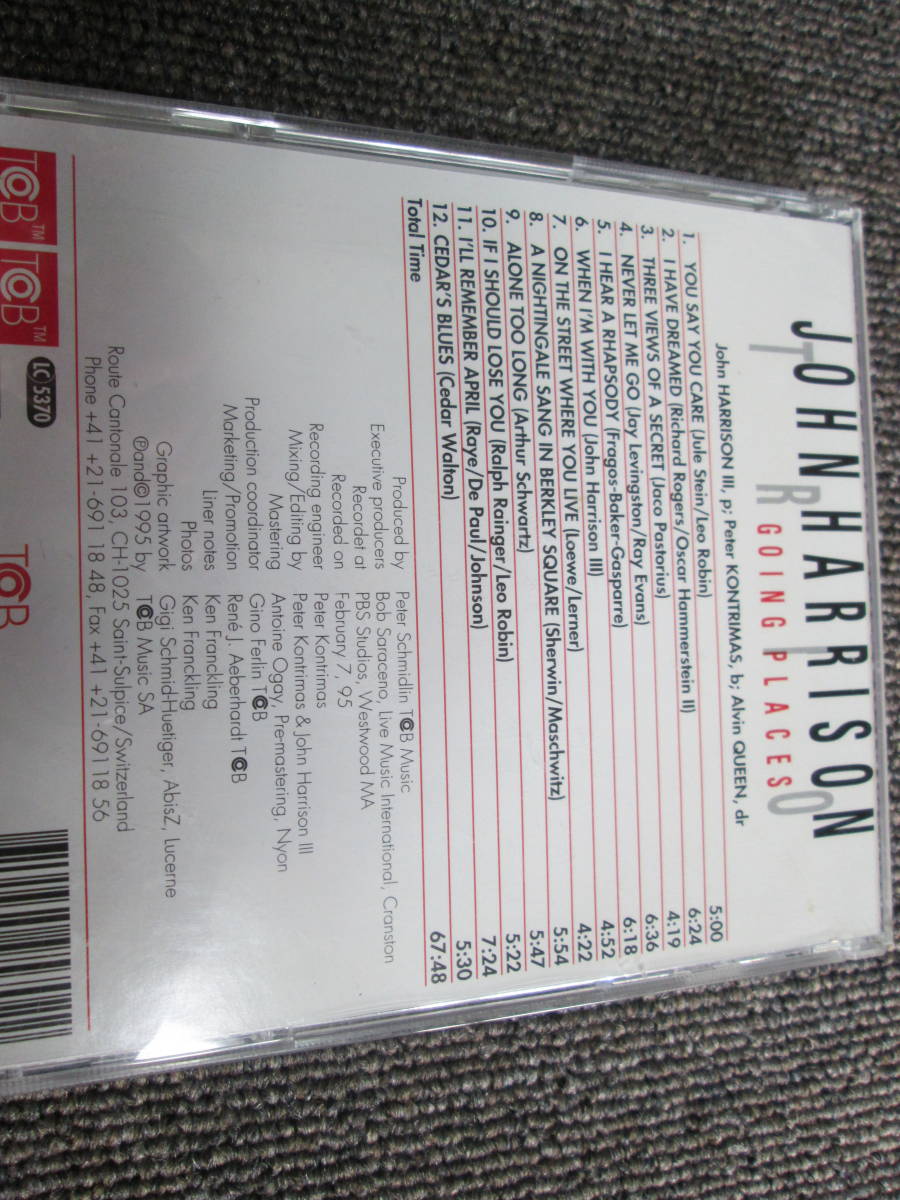 JOHN HARRISON
TRIO
GOING PLACES
John HARRISON III, p; Peter KONTRIMAS, b; Alvin QUEEN, dr
1. YOU SAY YOU CARE (Jule Stein/Leo Robin) 5:00
2. I HAVE DREAMED (Richard Rogers/Oscar Hammerstein II) 6:24
3. THREE VIEWS OF A SECRET (Jaco Pastorius) 4:19
4. NEVER LET ME GO (Jay Levingston/Ray Evans) 6:36
5. I HEAR A RHAPSODY (Fragos-Baker-Gasparre) 6:18
6. WHEN I'M WITH YOU (John Harrison III) 4:52
7. ON THE STREET WHERE YOU LIVE (Loewe/Lerner) 4:22
8. A NIGHTINGALE SANG IN BERKLEY SQUARE (Sherwin/Maschwitz) 5:54
9. ALONE TOO LONG (Arthur Schwartz) 5:47
10. IF I SHOULD LOSE YOU (Ralph Rainger/Leo Robin) 5:22
11. I'LL REMEMBER APRIL (Raye/De Paul/Johnson) 7:24
12. CEDAR'S BLUES (Cedar Walton) 5:30
Total Time 67:48
Produced by Peter Schmidlin TCB Music
Executive producers Bob Saraceno, Live Music International, Cranston
Recordet at PBS Studios, Westwood MA
Recorded on February 7, 95
Recording engineer Peter Kontrimas
Mixing/Editing by Peter Kontrimas & John Harrison III
Mastering Antoine Ogay, Pre-mastering, Nyon
Production coordinator Gino Ferlin TCB
Marketing/Promotion René J. Aeberhardt TCB
Liner notes Ken Franckling
Photos Ken Franckling
Graphic artwork Gigi Schmid-Huetiger, AbisZ, Lucerne
℗and©1995 by TCB Music SA
Route Cantonale 103, CH-1025 Saint-Sulpice/Switzerland
Phone +41 +21-691 18 48, Fax +41 +21-691 18 56
TCB™ TCB™ LC 5370
TCB